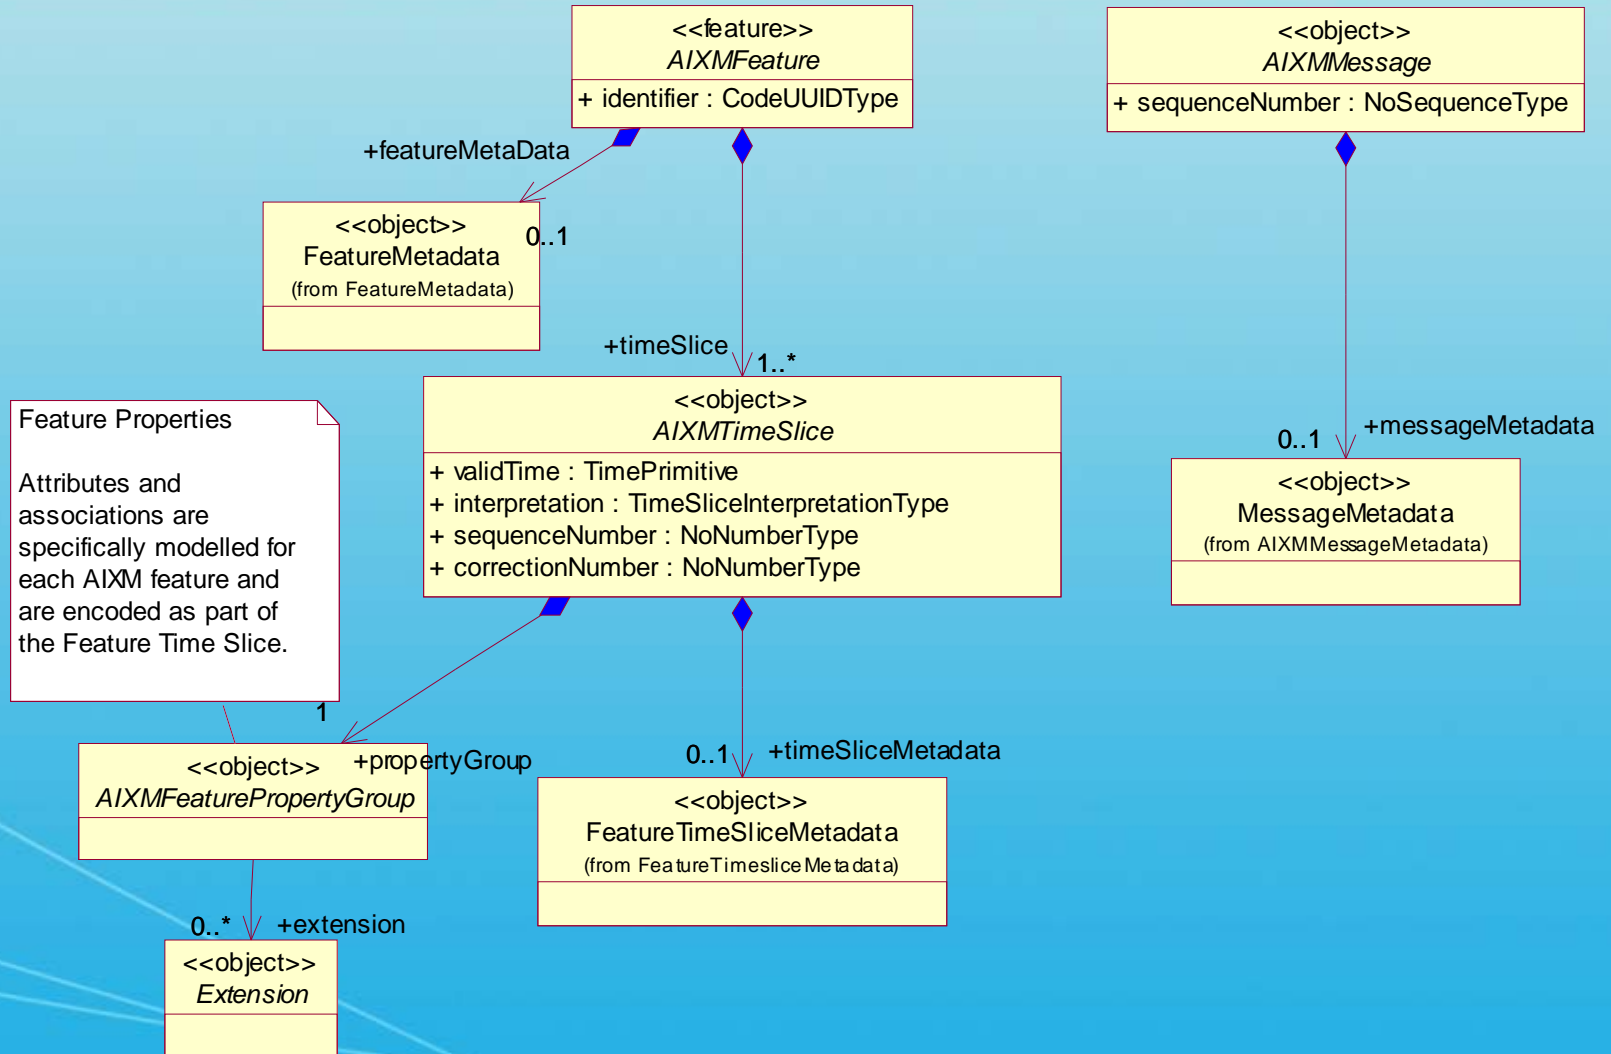 <<feature>>
AIXMFeature
+ identifier : CodeUUIDType
<<object>>
AIXMMessage
+ sequenceNumber : NoSequenceType
+featureMetaData
0..1
<<object>>
FeatureMetadata
(from FeatureMetadata)
+timeSlice
1..*
<<object>>
AIXMTimeSlice
+ validTime : TimePrimitive
+ interpretation : TimeSliceInterpretationType
+ sequenceNumber : NoNumberType
+ correctionNumber : NoNumberType
0..1
+messageMetadata
<<object>>
MessageMetadata
(from AIXMMessageMetadata)
Feature Properties
Attributes and
associations are
specifically modelled for
each AIXM feature and
are encoded as part of
the Feature Time Slice.
1
+propertyGroup
<<object>>
AIXMFeaturePropertyGroup
0..1
+timeSliceMetadata
<<object>>
FeatureTimeSliceMetadata
(from FeatureTimesliceMetadata)
0..*
+extension
<<object>>
Extension